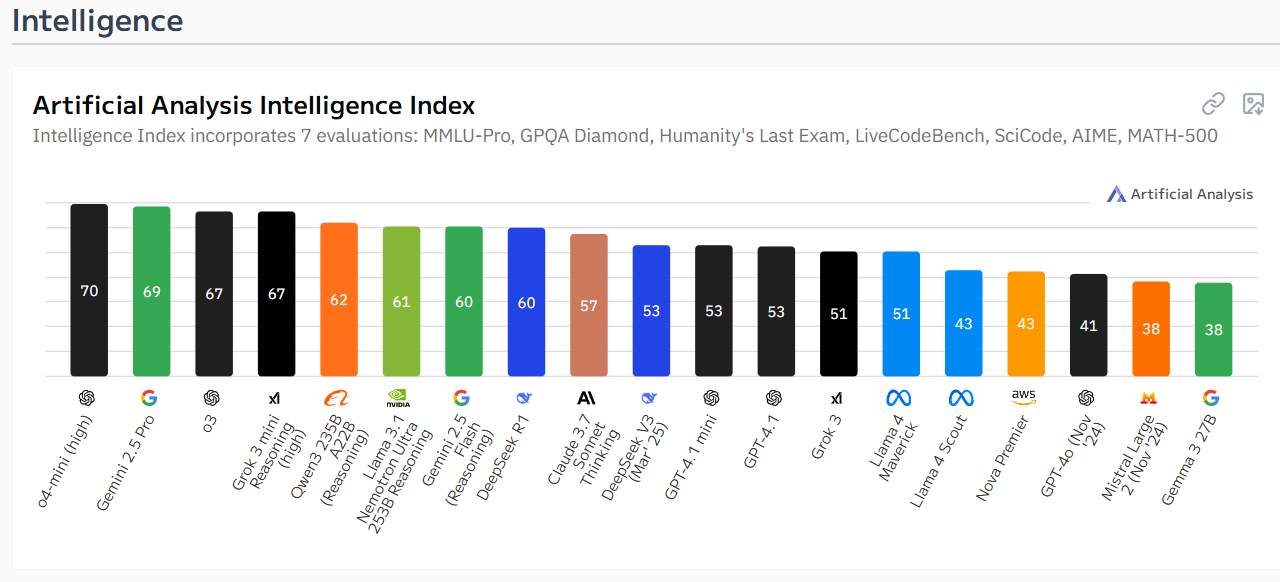 Intelligence
Artificial Analysis Intelligence Index
Intelligence Index incorporates 7 evaluations: MMLU-Pro, GPQA Diamond, Humanity's Last Exam, LiveCodeBench, SciCode, AIME, MATH-500
Artificial Analysis
70
69
67
67
62
61
60
60
57
53
53
53
51
51
43
43
41
38
38
NVIDIA
aws
o4-mini (high)
Gemini 2.5 Pro
o3
Grok 3 mini
Reasoning
(high)
Qwen3 235B
A22B
(Reasoning)
Llama 3.1
Nemotron Ultra
253B Reasoning
Gemini 2.5
Flash
(Reasoning)
DeepSeek R1
Claude 3.7
Sonnet
Thinking
DeepSeek V3
(Mar' 25)
GPT-4.1 mini
GPT-4.1
Grok 3
Llama 4
Maverick
Llama 4 Scout
Nova Premier
GPT-4o (Nov
'24)
Mistral Large
2 (Nov '24)
Gemma 3 27B